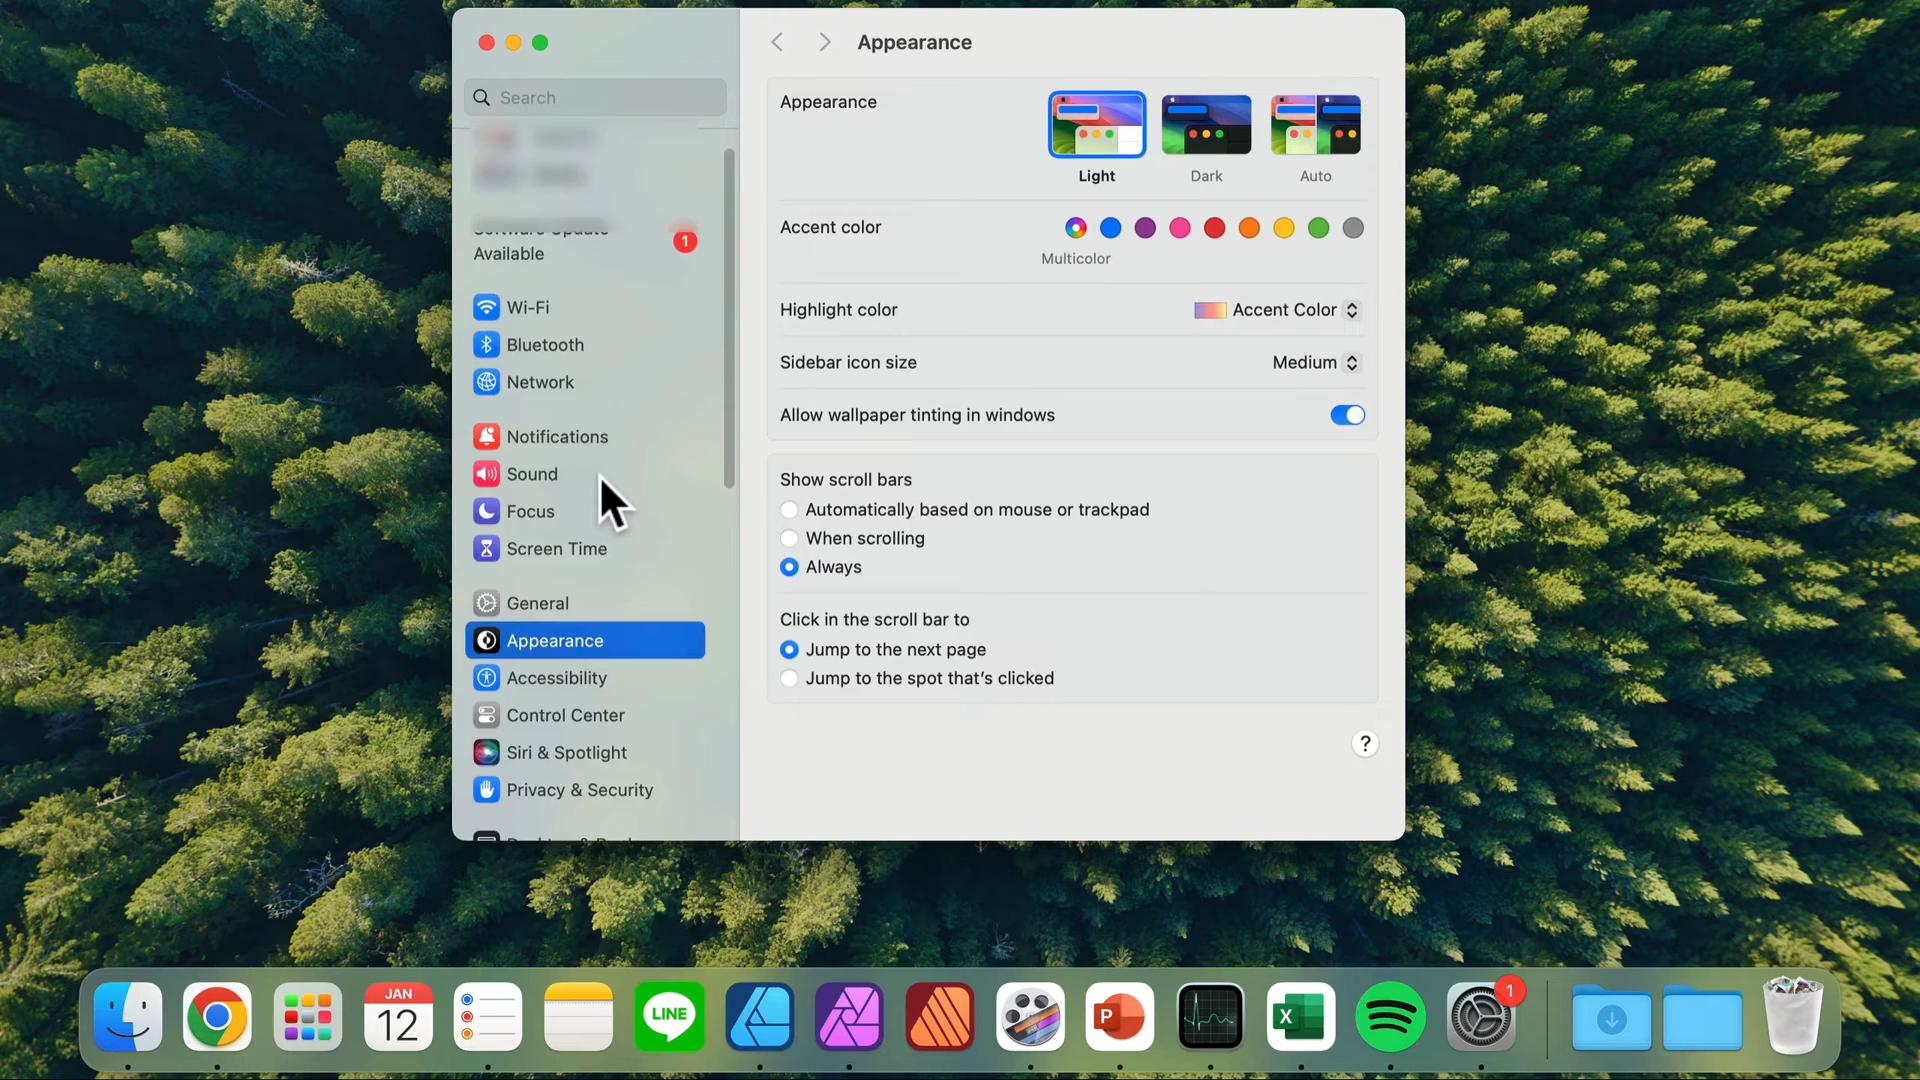 Search
Software Update
Available
1
Wi-Fi
Bluetooth
Network
Notifications
Sound
Focus
Screen Time
General
Appearance
Accessibility
Control Center
Siri & Spotlight
Privacy & Security
Appearance
Appearance
Light
Dark
Auto
Accent color
Multicolor
Highlight color
Accent Color
Sidebar icon size
Medium
Allow wallpaper tinting in windows
Show scroll bars
Automatically based on mouse or trackpad
When scrolling
Always
Click in the scroll bar to
Jump to the next page
Jump to the spot that's clicked
?
JAN
12
LINE
P
X
1